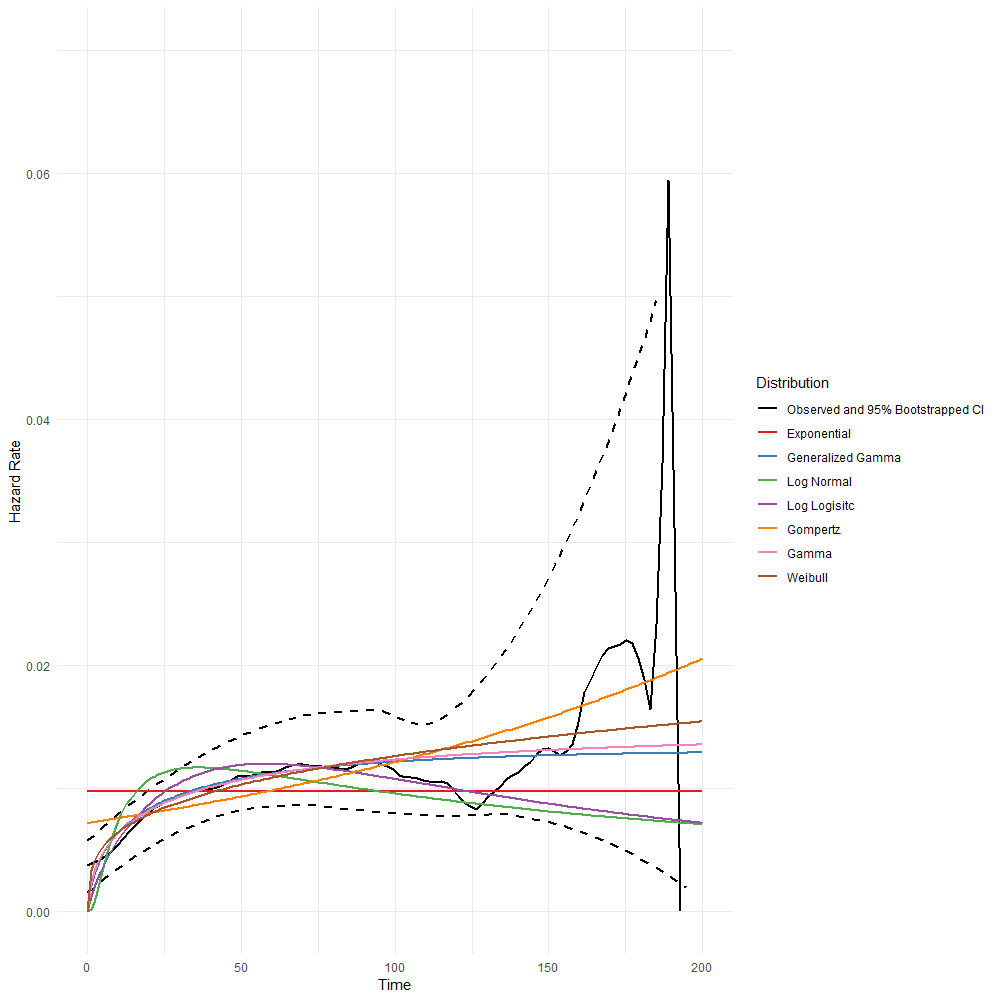 Hazard Rate
0.06
0.04
0.02
0.00
0
50
100
150
200
Time
Distribution
Observed and 95% Bootstrapped CI
Exponential
Generalized Gamma
Log Normal
Log Logisitc
Gompertz
Gamma
Weibull